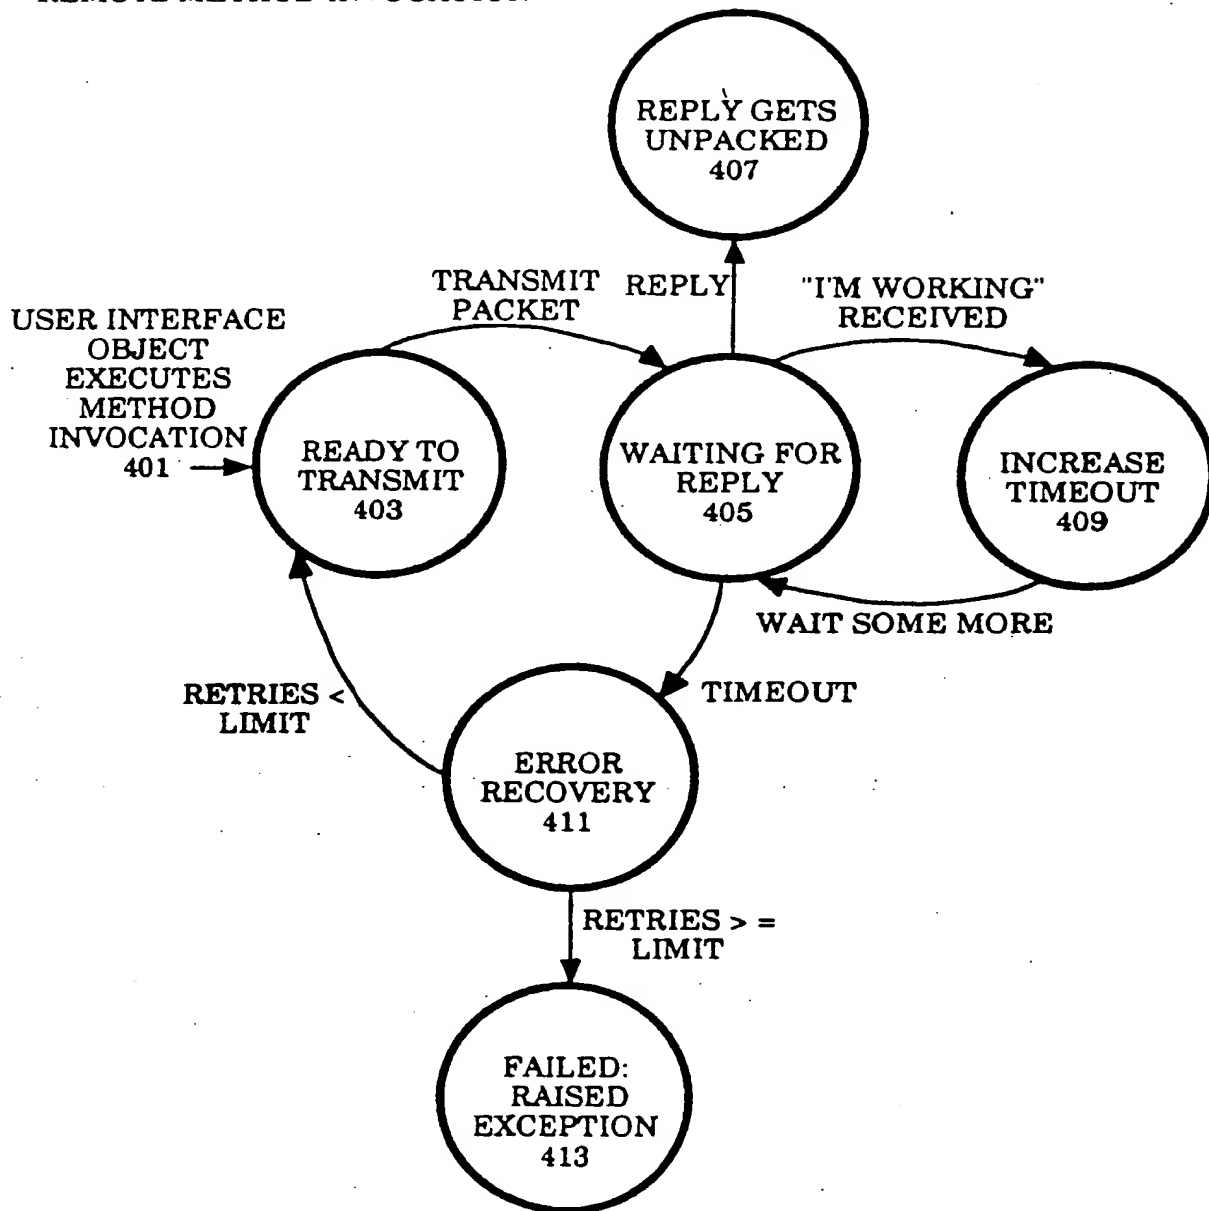 REPLY GETS
UNPACKED
407
TRANSMIT
PACKET
REPLY
"I'M WORKING"
RECEIVED
USER INTERFACE
OBJECT
EXECUTES
METHOD
INVOCATION
401
READY TO
TRANSMIT
403
WAITING FOR
REPLY
405
INCREASE
TIMEOUT
409
WAIT SOME MORE
TIMEOUT
RETRIES <
LIMIT
ERROR
RECOVERY
411
RETRIES > =
LIMIT
FAILED:
RAISED
EXCEPTION
413